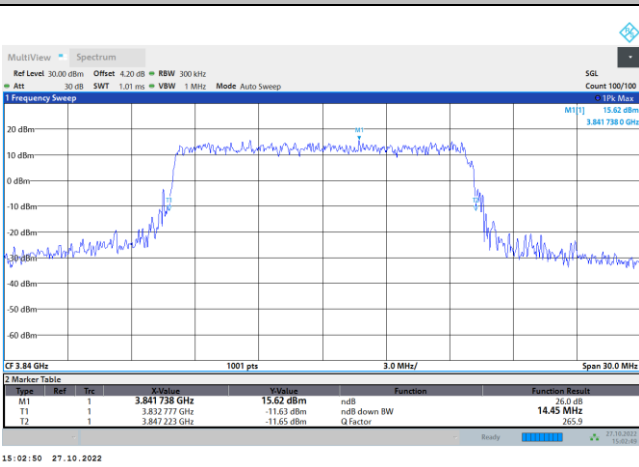 MultiView Spectrum
Ref Level 30.00 dBm Offset 4.20 dB RBW 300 kHz SGL
Att 30 dB SWT 1.01 ms VBW 1 MHz Mode Auto Sweep Count 100/100
1 Frequency Sweep 1Pk Max
M1[1] 15.62 dBm
3.841 738 0 GHz
M1
20 dBm
10 dBm
0 dBm
T1 T2
-10 dBm
-20 dBm
-30 dBm
-40 dBm
-50 dBm
-60 dBm
CF 3.84 GHz 1001 pts 3.0 MHz/ Span 30.0 MHz
2 Marker Table
Type Ref Trc X-Value Y-Value Function Function Result
M1 1 3.841 738 GHz 15.62 dBm ndB 26.0 dB
T1 1 3.832 777 GHz -11.63 dBm ndB down BW 14.45 MHz
T2 1 3.847 223 GHz -11.65 dBm Q Factor 265.9
Ready 27.10.2022
15:02:49
15:02:50 27.10.2022